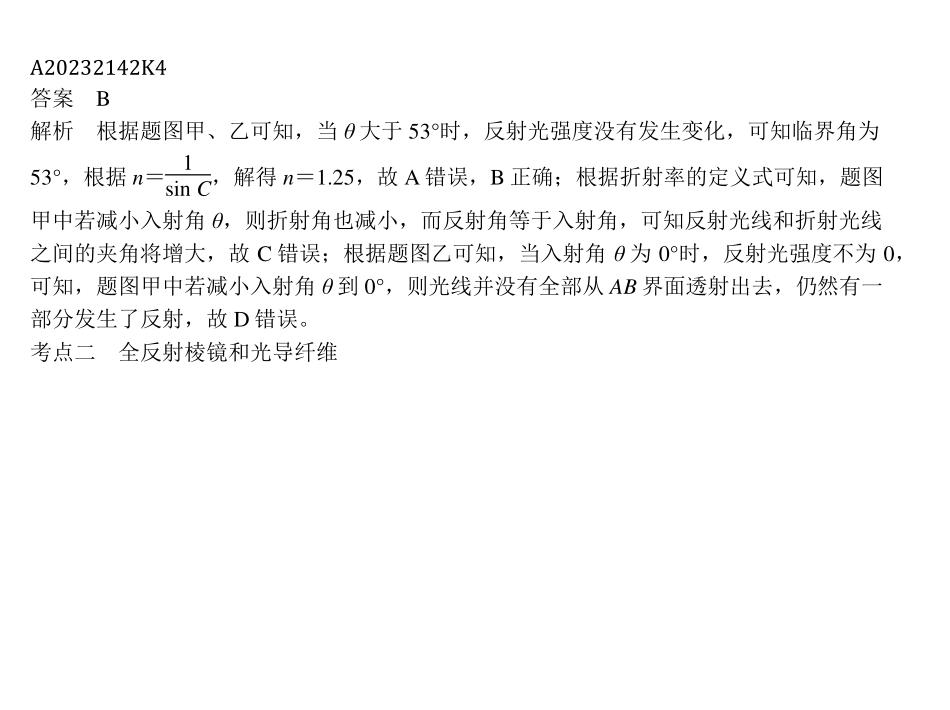 A20232142K4
答案　B
解析　根据题图甲、乙可知，当 θ 大于 53°时，反射光强度没有发生变化，可知临界角为
53°，根据 n＝1/sin C，解得 n＝1.25，故 A 错误，B 正确；根据折射率的定义式可知，题图
甲中若减小入射角 θ，则折射角也减小，而反射角等于入射角，可知反射光线和折射光线
之间的夹角将增大，故 C 错误；根据题图乙可知，当入射角 θ 为 0°时，反射光强度不为 0，
可知，题图甲中若减小入射角 θ 到 0°，则光线并没有全部从 AB 界面透射出去，仍然有一
部分发生了反射，故 D 错误。
考点二　全反射棱镜和光导纤维